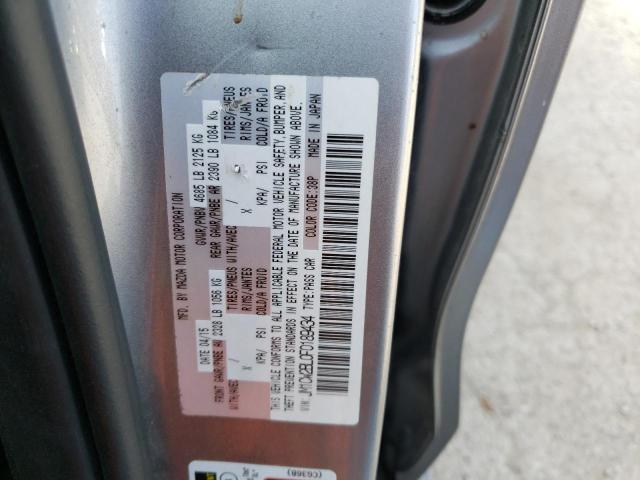 MFD. BY MAZDA MOTOR CORPORATION
DATE 04/15 GVWR/PNBV 4685 LB 2125 KG
FRONT GAWR/PNBE AV 2328 LB 1056 KG REAR GAWR/PNBE AR 2390 LB 1084 KG
WITH/AVEC TIRES/PNEUS WITH/AVEC TIRES/PNEUS
X RIMS/JANTES X RIMS/JANTES
KPA/ PSI COLD/A FROID KPA/ PSI COLD/A FROID
THIS VEHICLE CONFORMS TO ALL APPLICABLE FEDERAL MOTOR VEHICLE SAFETY, BUMPER, AND
THEFT PREVENTION STANDARDS IN EFFECT ON THE DATE OF MANUFACTURE SHOWN ABOVE.
VIN: TYPE:PASS CAR COLOR CODE:38P MADE IN JAPAN
(C636B)